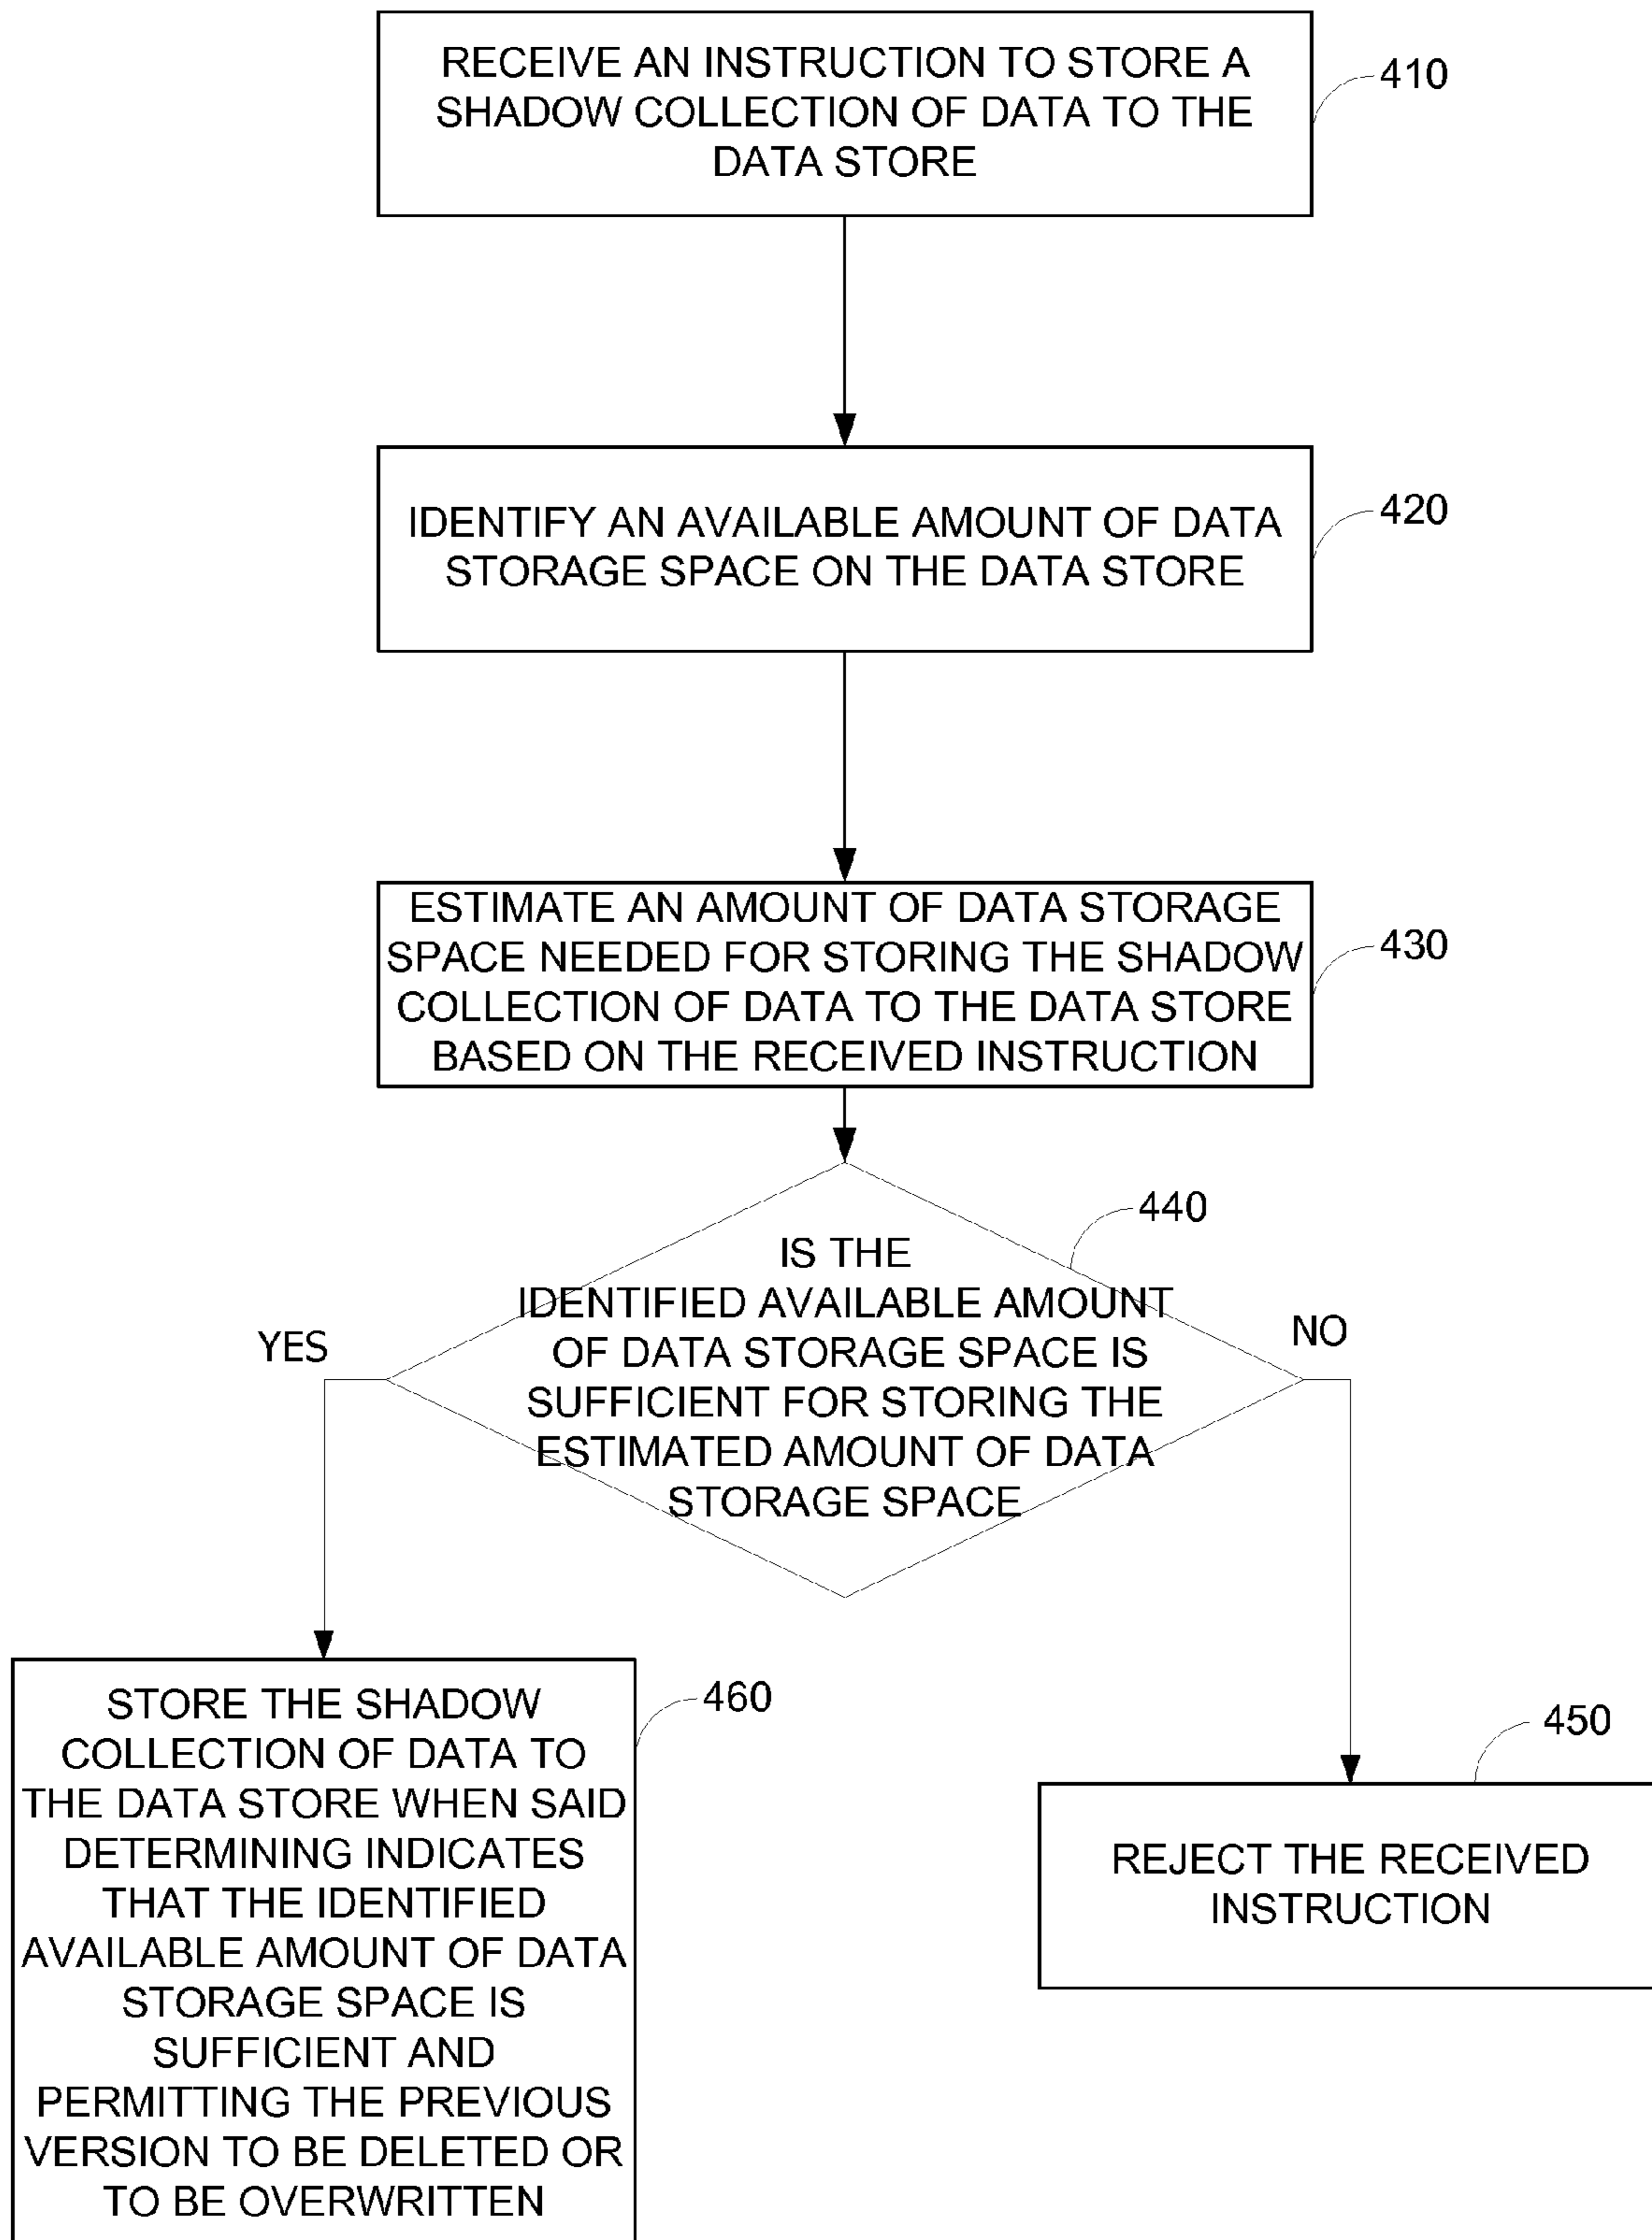 RECEIVE AN INSTRUCTION TO STORE A
SHADOW COLLECTION OF DATA TO THE
DATA STORE
410
IDENTIFY AN AVAILABLE AMOUNT OF DATA
STORAGE SPACE ON THE DATA STORE
420
ESTIMATE AN AMOUNT OF DATA STORAGE
SPACE NEEDED FOR STORING THE SHADOW
COLLECTION OF DATA TO THE DATA STORE
BASED ON THE RECEIVED INSTRUCTION
430
440
IS THE
IDENTIFIED AVAILABLE AMOUNT
OF DATA STORAGE SPACE IS
SUFFICIENT FOR STORING THE
ESTIMATED AMOUNT OF DATA
STORAGE SPACE
YES
NO
STORE THE SHADOW
COLLECTION OF DATA TO
THE DATA STORE WHEN SAID
DETERMINING INDICATES
THAT THE IDENTIFIED
AVAILABLE AMOUNT OF DATA
STORAGE SPACE IS
SUFFICIENT AND
PERMITTING THE PREVIOUS
VERSION TO BE DELETED OR
TO BE OVERWRITTEN
460
450
REJECT THE RECEIVED
INSTRUCTION